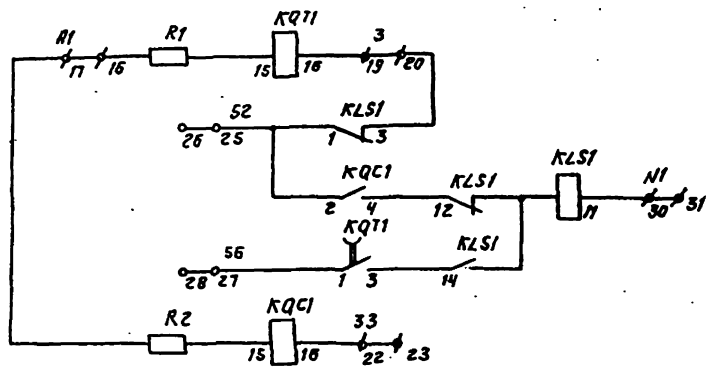 A1 R1 KQT1 3
17 16 15 16 19 20
52 KLS1
26 25 1 3
KQC1 KLS1 KLS1 N1
2 4 12 M 30 31
KQT1 KLS1
56
28 27 1 3 14
R2 KQC1 33
15 16 22 23